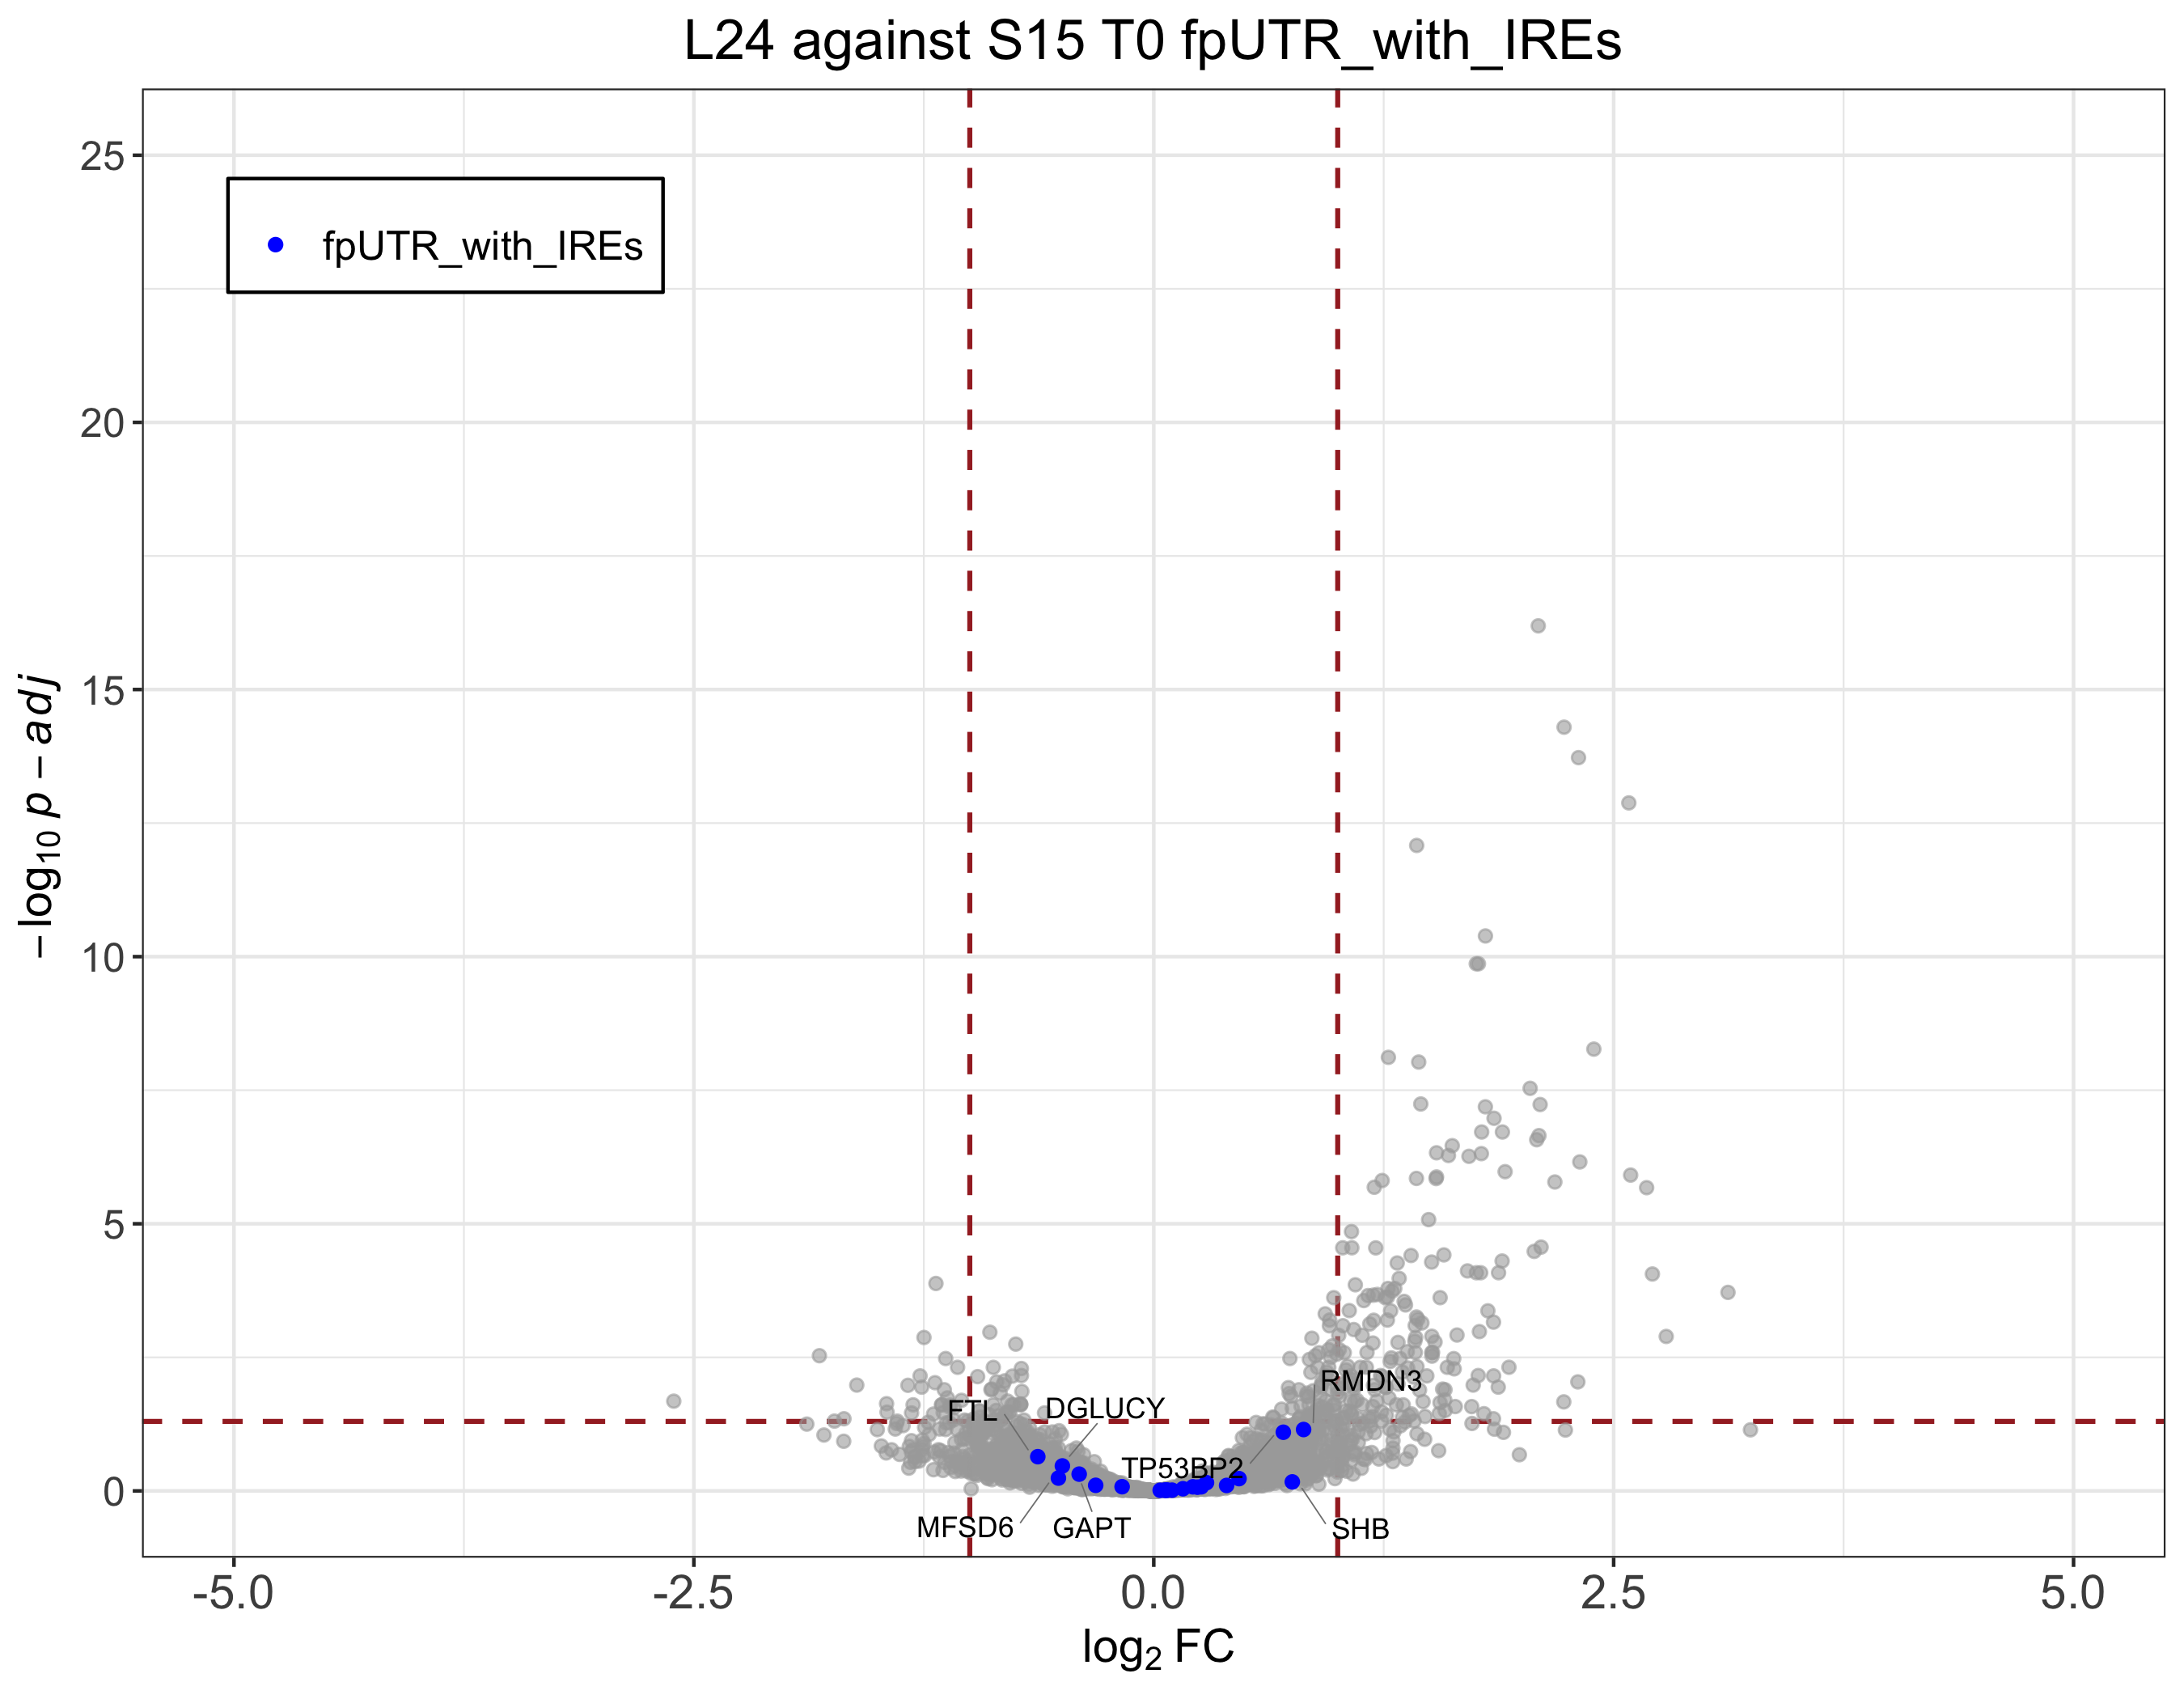 L24 against S15 T0 fpUTR_with_IREs
25
fpUTR_with_IREs
20
15
−log10 p − adj
10
5
RMDN3
FTL
DGLUCY
TP53BP2
0
MFSD6
GAPT
SHB
-5.0
-2.5
0.0
2.5
5.0
log2 FC